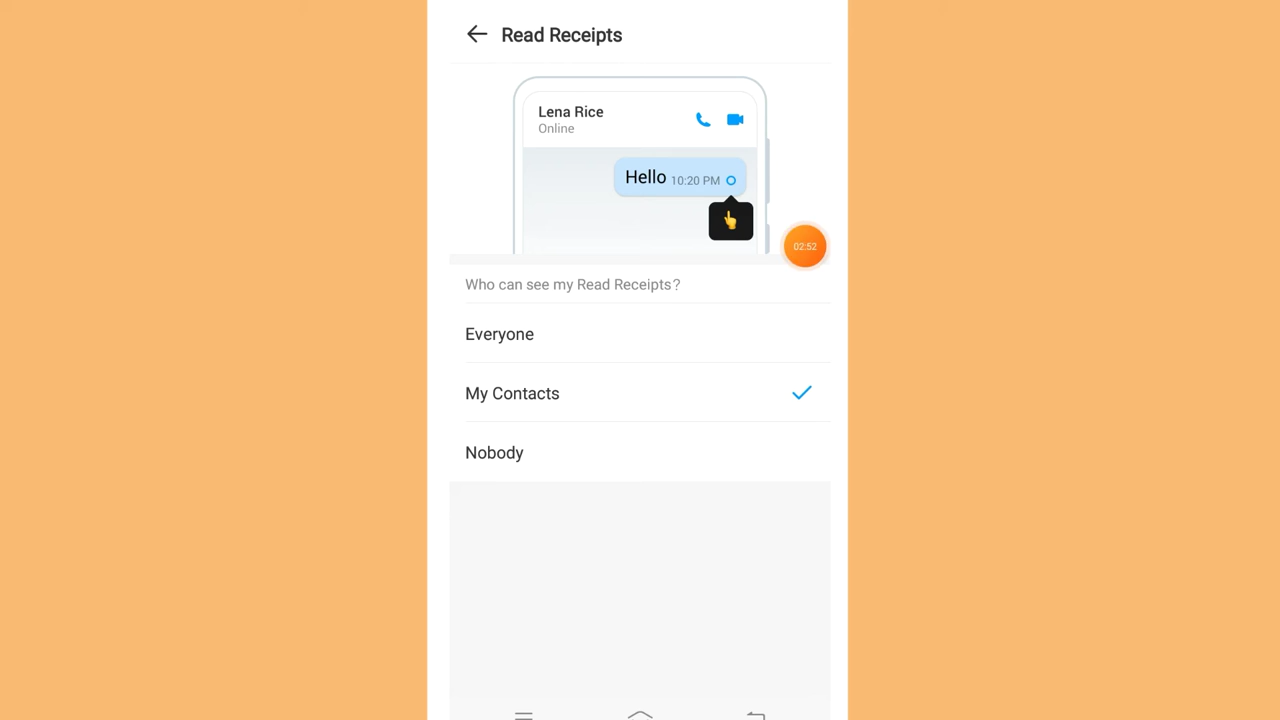 Read Receipts
Lena Rice
Online
Hello 10:20 PM
02:52
Who can see my Read Receipts?
Everyone
My Contacts
Nobody